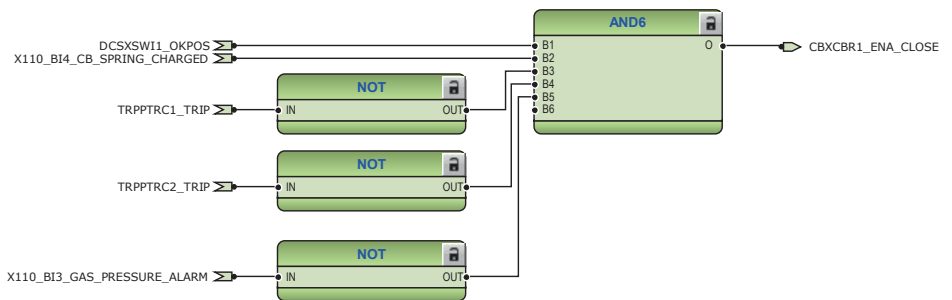 AND6
DCSXSWI1_OKPOS
B1
O
CBXCBR1_ENA_CLOSE
X110_BI4_CB_SPRING_CHARGED
B2
B3
B4
B5
B6
NOT
TRPPTRC1_TRIP
IN
OUT
NOT
TRPPTRC2_TRIP
IN
OUT
NOT
X110_BI3_GAS_PRESSURE_ALARM
IN
OUT